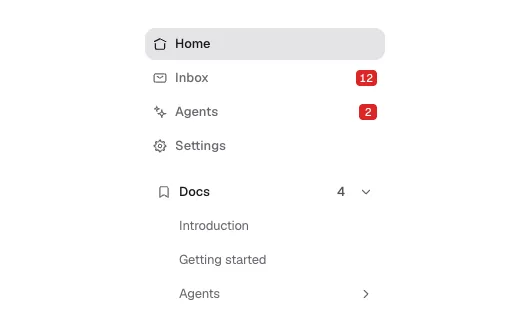 Home
Inbox 12
Agents 2
Settings
Docs 4
Introduction
Getting started
Agents